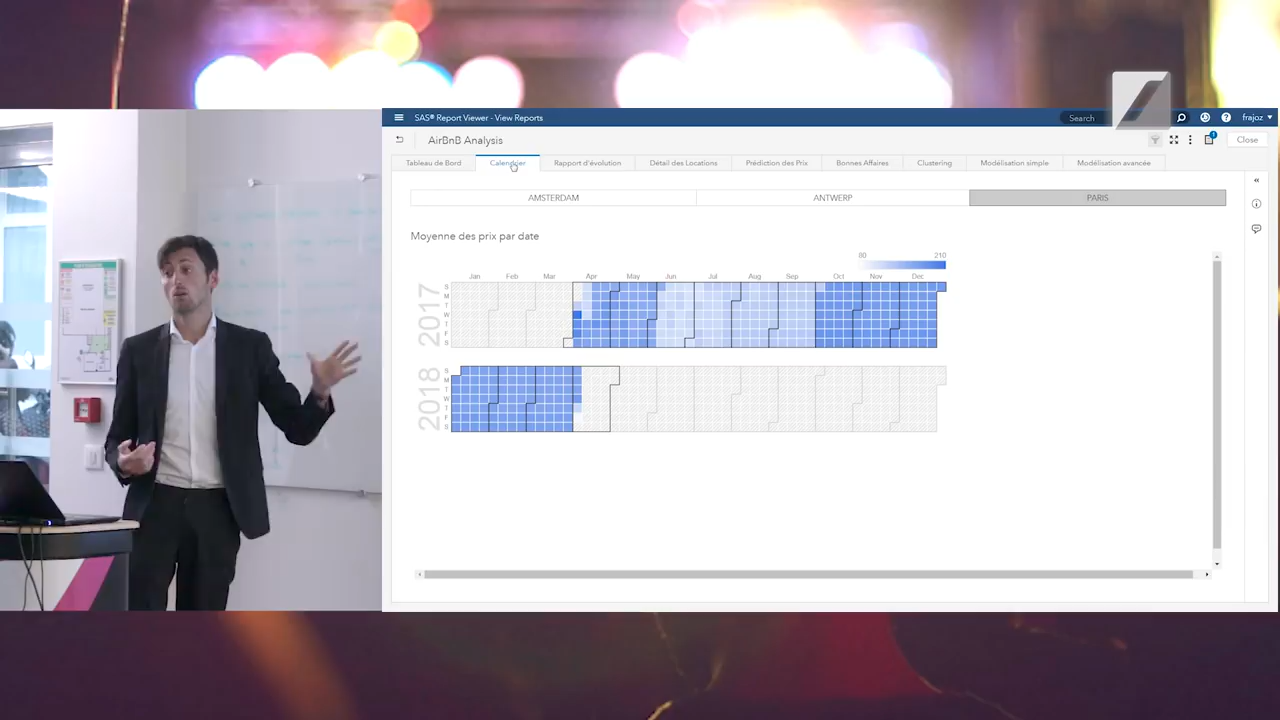 SAS® Report Viewer - View Reports
Search
frajoz
AirBnB Analysis
Close
Tableau de Bord
Calendrier
Rapport d'évolution
Détail des Locations
Prédiction des Prix
Bonnes Affaires
Clustering
Modélisation simple
Modélisation avancée
AMSTERDAM
ANTWERP
PARIS
Moyenne des prix par date
80
210
Jan
Feb
Mar
Apr
May
Jun
Jul
Aug
Sep
Oct
Nov
Dec
2017
S
M
T
W
T
F
S
2018
S
M
T
W
T
F
S